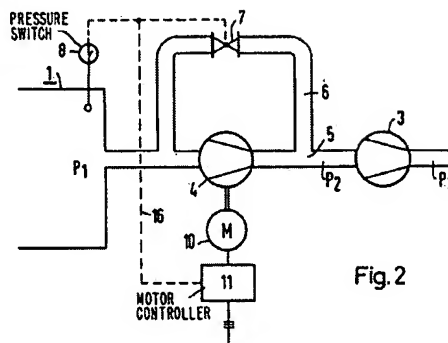 PRESSURE
SWITCH
8
1
7
6
3
5
P1
4
P2
P
16
10
M
11
MOTOR
CONTROLLER
Fig. 2